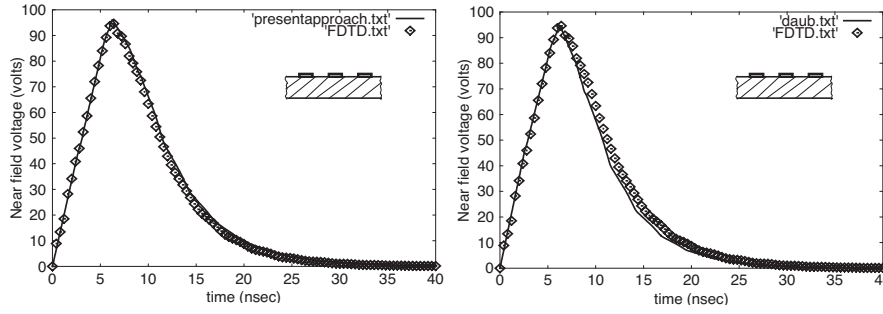 100
90
80
70
60
50
40
30
20
10
0
Near field voltage (volts)
'presentapproach.txt'
'FDTD.txt'
0 5 10 15 20 25 30 35 40
time (nsec)
100
90
80
70
60
50
40
30
20
10
0
Near field voltage (volts)
'daub.txt'
'FDTD.txt'
0 5 10 15 20 25 30 35 40
time (nsec)